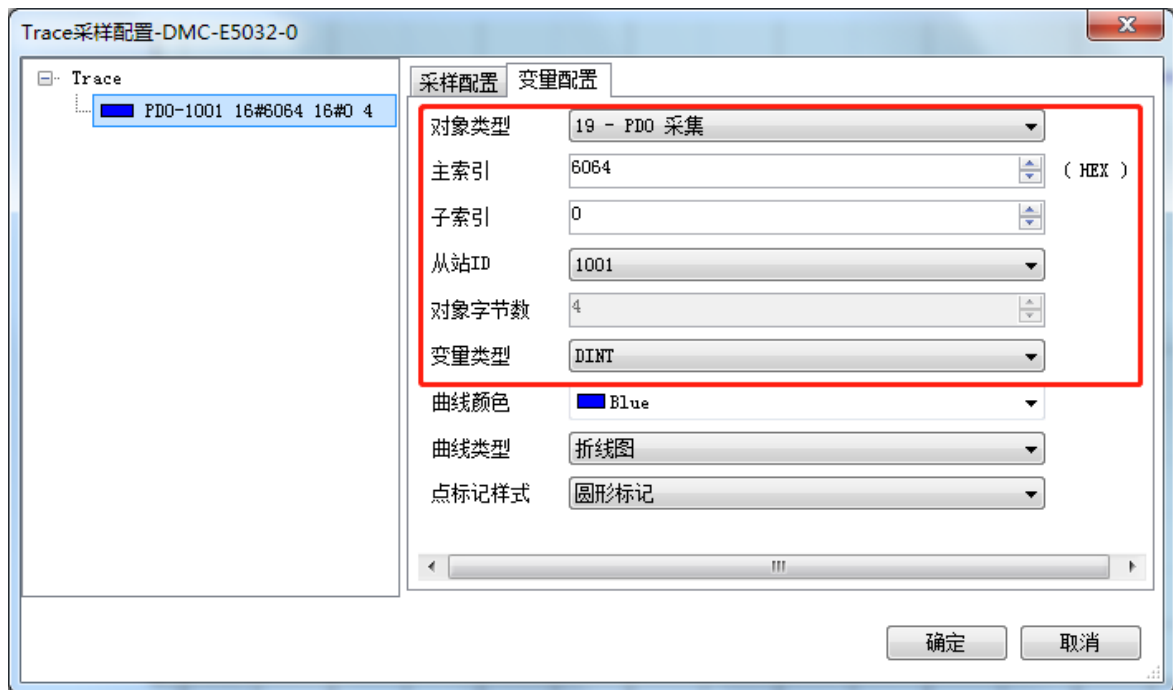 Trace采样配置-DMC-E5032-0
Trace
PDO-1001 16#6064 16#0 4
采样配置 变量配置
对象类型 19 - PDO 采集
主索引 6064 ( HEX )
子索引 0
从站ID 1001
对象字节数 4
变量类型 DINT
曲线颜色 Blue
曲线类型 折线图
点标记样式 圆形标记
确定 取消